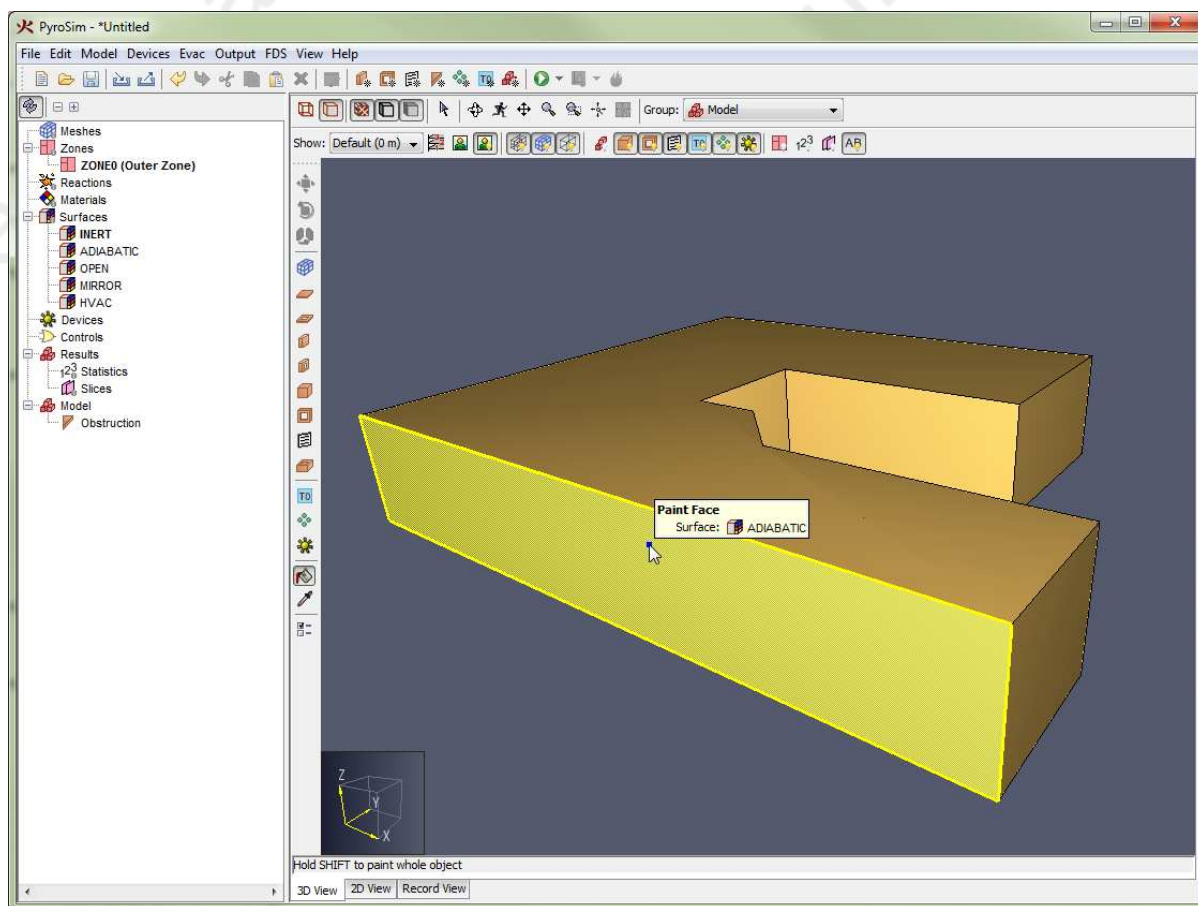 PyroSim - *Untitled
File Edit Model Devices Evac Output FDS View Help
Group: Model
Show: Default (0 m)
Meshes
Zones
ZONE0 (Outer Zone)
Reactions
Materials
Surfaces
INERT
ADIABATIC
OPEN
MIRROR
HVAC
Devices
Controls
Results
Statistics
Slices
Model
Obstruction
Paint Face
Surface: ADIABATIC
Z
Y
X
Hold SHIFT to paint whole object
3D View 2D View Record View